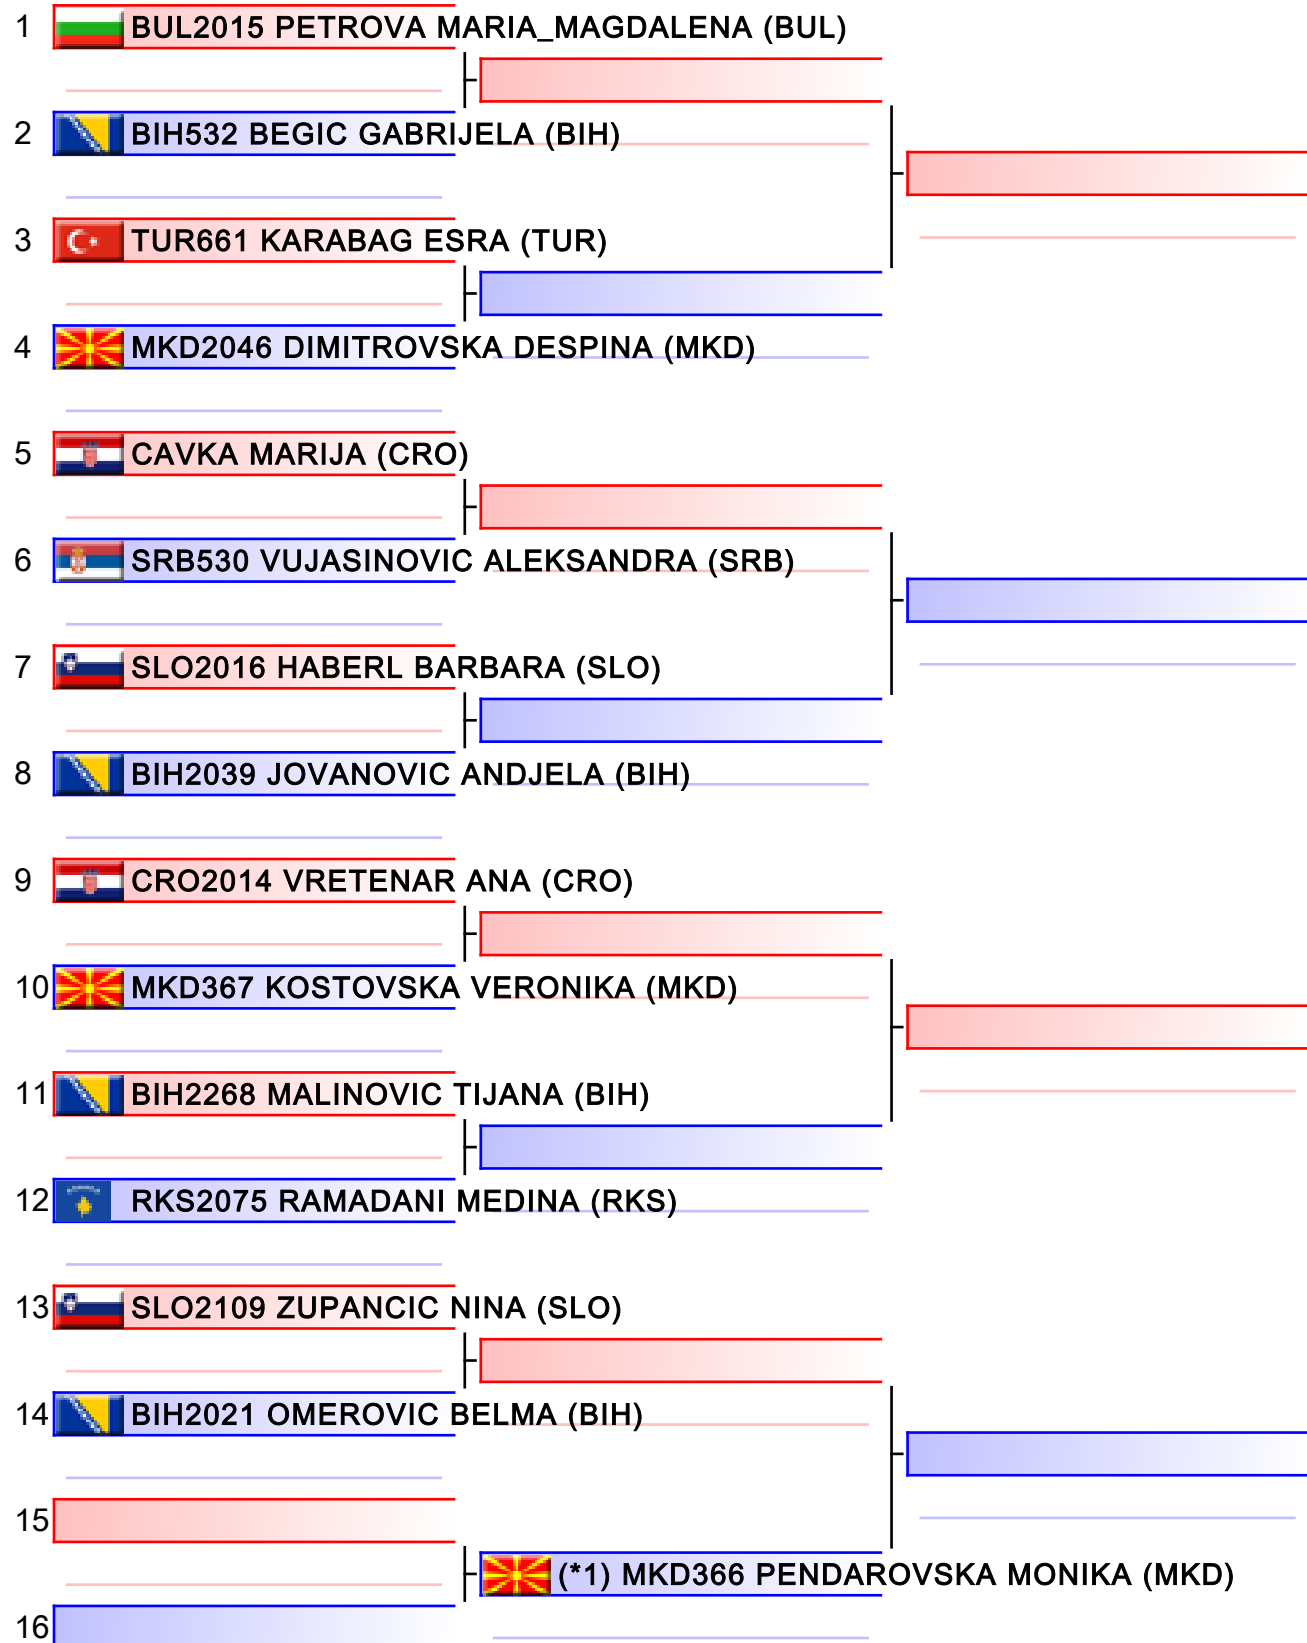 1 BUL2015 PETROVA MARIA_MAGDALENA (BUL)
2 BIH532 BEGIC GABRIJELA (BIH)
3 TUR661 KARABAG ESRA (TUR)
4 MKD2046 DIMITROVSKA DESPINA (MKD)
5 CAVKA MARIJA (CRO)
6 SRB530 VUJASINOVIC ALEKSANDRA (SRB)
7 SLO2016 HABERL BARBARA (SLO)
8 BIH2039 JOVANOVIC ANDJELA (BIH)
9 CRO2014 VRETENAR ANA (CRO)
10 MKD367 KOSTOVSKA VERONIKA (MKD)
11 BIH2268 MALINOVIC TIJANA (BIH)
12 RKS2075 RAMADANI MEDINA (RKS)
13 SLO2109 ZUPANCIC NINA (SLO)
14 BIH2021 OMEROVIC BELMA (BIH)
15
(*1) MKD366 PENDAROVSKA MONIKA (MKD)
16